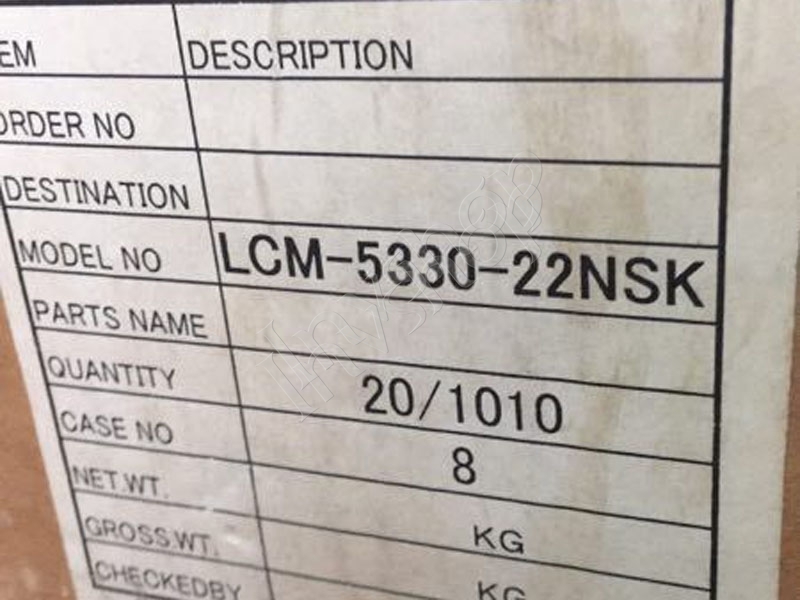 EM DESCRIPTION
ORDER NO
DESTINATION
MODEL NO LCM-5330-22NSK
PARTS NAME
QUANTITY 20/1010
CASE NO 8
NET.WT. KG
GROSS.WT. KG
CHECKEDBY